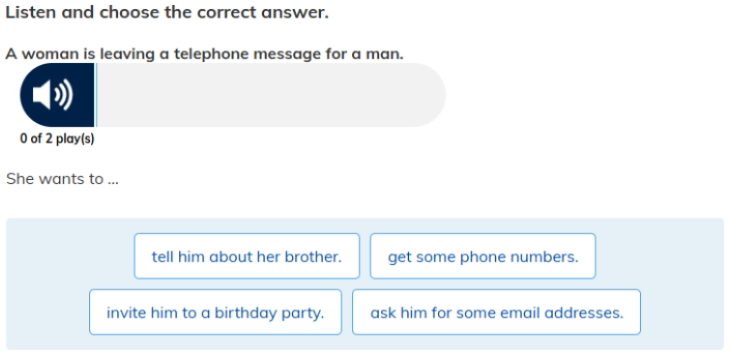 Listen and choose the correct answer.
A woman is leaving a telephone message for a man.
0 of 2 play(s)
She wants to ...
tell him about her brother.
get some phone numbers.
invite him to a birthday party.
ask him for some email addresses.